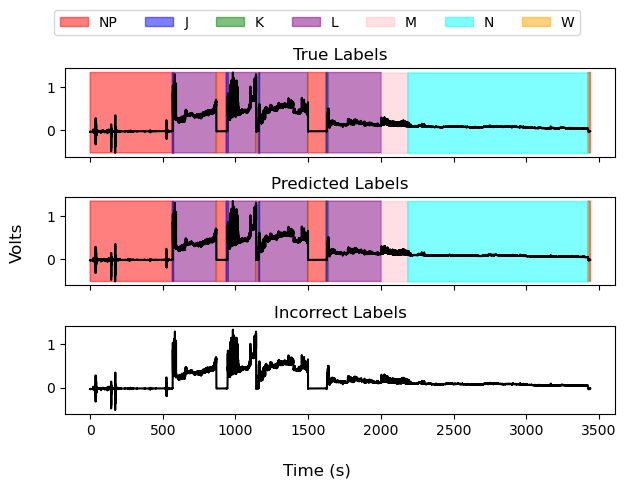 NP J K L M N W
True Labels
1
0
Predicted Labels
1
0
Volts
Incorrect Labels
1
0
0 500 1000 1500 2000 2500 3000 3500
Time (s)